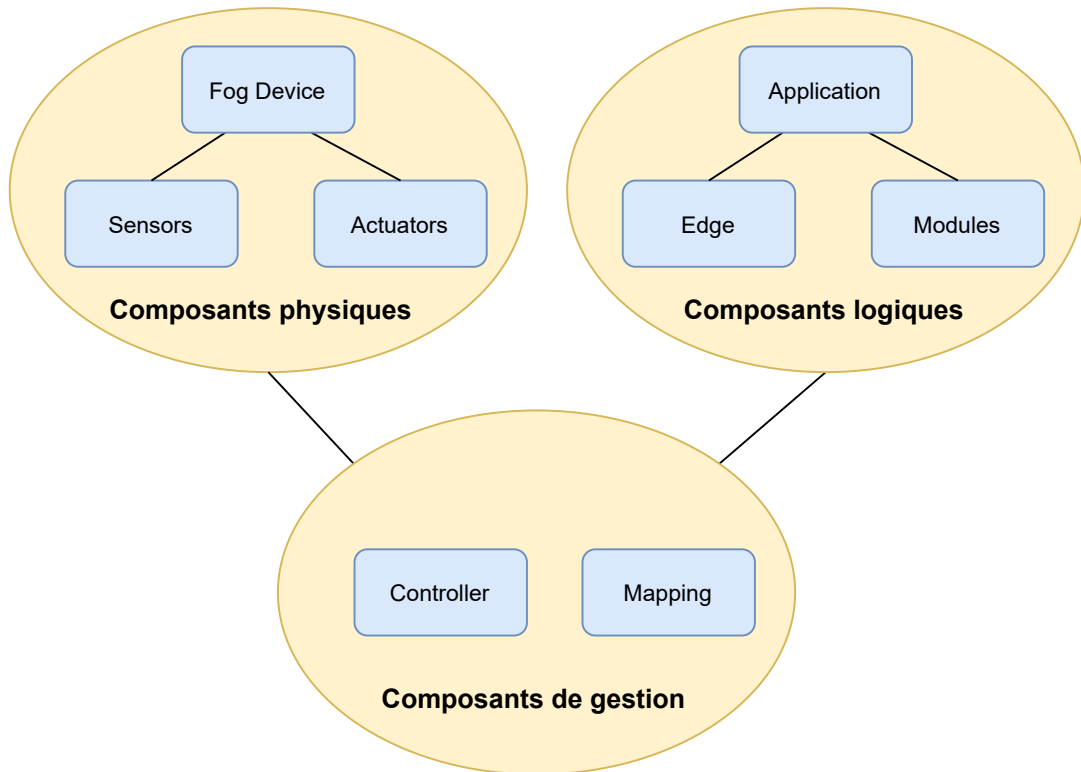 Fog Device
Sensors
Actuators
Composants physiques
Application
Edge
Modules
Composants logiques
Controller
Mapping
Composants de gestion